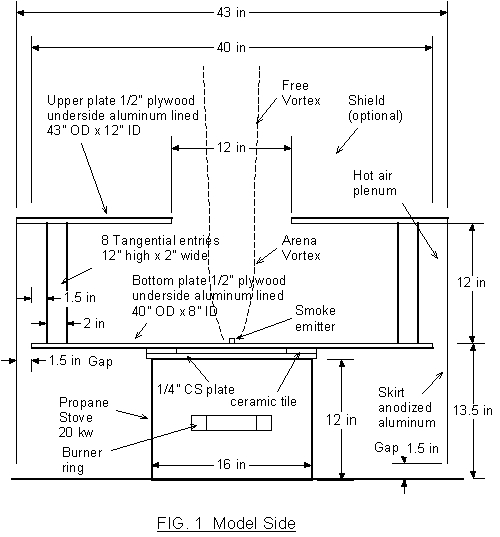 43 in
40 in
Free
Vortex
Upper plate 1/2" plywood
underside aluminum lined
43" OD x 12" ID
Shield
(optional)
12 in
Hot air
plenum
8 Tangential entries
12" high x 2" wide
Arena
Vortex
12 in
Bottom plate 1/2" plywood
underside aluminum lined
40" OD x 8" ID
1.5 in
Smoke
emitter
2 in
1.5 in Gap
1/4" CS plate
ceramic tile
Propane
Stove
20 kw
Skirt
anodized
aluminum
12 in
13.5 in
Burner
ring
Gap 1.5 in
16 in
FIG. 1 Model Side